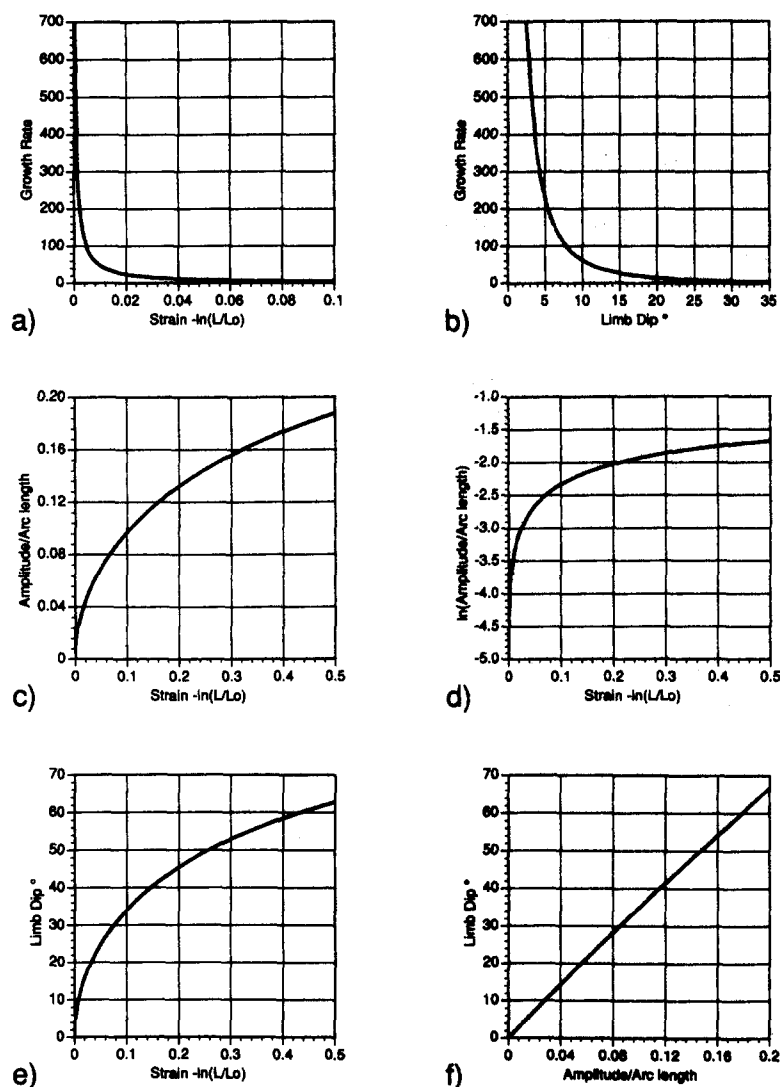 700
600
500
400
300
200
100
0
Growth Rate
0 0.02 0.04 0.06 0.08 0.1
Strain -ln(L/Lo)
a)
700
600
500
400
300
200
100
0
Growth Rate
0 5 10 15 20 25 30 35
Limb Dip °
b)
0.20
0.16
0.12
0.08
0.04
0
Amplitude/Arc length
0 0.1 0.2 0.3 0.4 0.5
Strain -ln(L/Lo)
c)
-1.0
-1.5
-2.0
-2.5
-3.0
-3.5
-4.0
-4.5
-5.0
ln(Amplitude/Arc length)
0 0.1 0.2 0.3 0.4 0.5
Strain -ln(L/Lo)
d)
70
60
50
40
30
20
10
0
Limb Dip °
0 0.1 0.2 0.3 0.4 0.5
Strain -ln(L/Lo)
e)
70
60
50
40
30
20
10
0
Limb Dip °
0 0.04 0.08 0.12 0.16 0.2
Amplitude/Arc length
f)